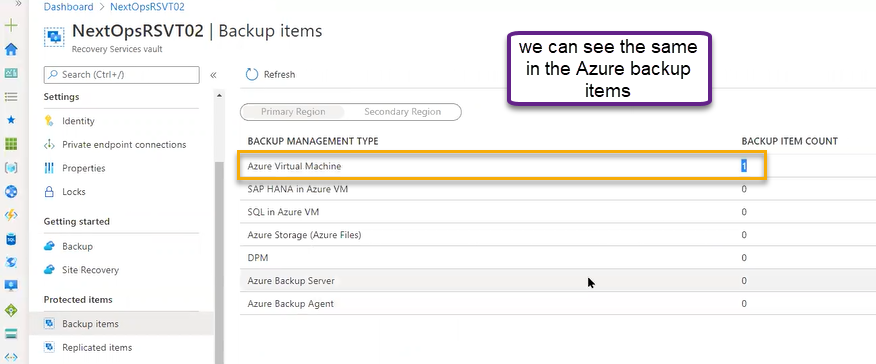 Dashboard > NextOpsRSVT02
NextOpsRSVT02 | Backup items
Recovery Services vault
we can see the same
in the Azure backup
items
Search (Ctrl+/)
«
Refresh
Settings
Identity
Private endpoint connections
Properties
Locks
Getting started
Backup
Site Recovery
Protected items
Backup items
Replicated items
Primary Region Secondary Region
BACKUP MANAGEMENT TYPE BACKUP ITEM COUNT
Azure Virtual Machine 1
SAP HANA in Azure VM 0
SQL in Azure VM 0
Azure Storage (Azure Files) 0
DPM 0
Azure Backup Server 0
Azure Backup Agent 0